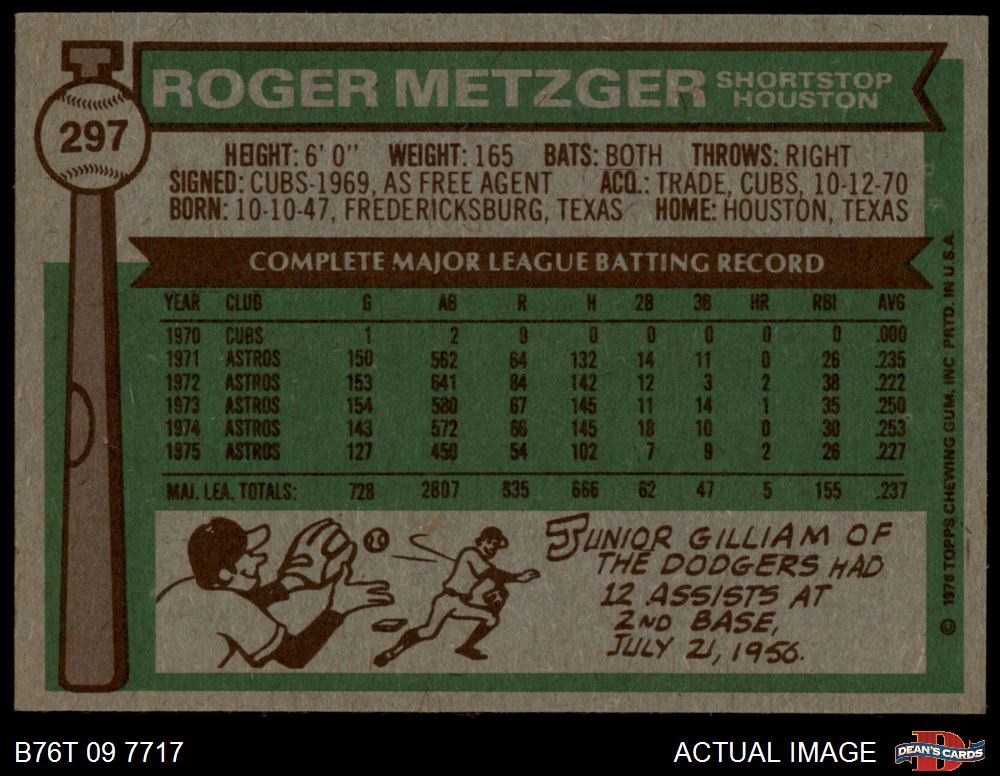 ROGER METZGER SHORTSTOP HOUSTON
297
HEIGHT: 6' 0" WEIGHT: 165 BATS: BOTH THROWS: RIGHT
SIGNED: CUBS-1969, AS FREE AGENT ACQ.: TRADE, CUBS, 10-12-70
BORN: 10-10-47, FREDERICKSBURG, TEXAS HOME: HOUSTON, TEXAS
COMPLETE MAJOR LEAGUE BATTING RECORD
YEAR CLUB G AB R H 2B 3B HR RBI AVG
1970 CUBS 1 2 0 0 0 0 0 0 .000
1971 ASTROS 150 562 64 132 14 11 0 26 .235
1972 ASTROS 153 641 84 142 12 3 2 38 .222
1973 ASTROS 154 580 67 145 11 14 1 35 .250
1974 ASTROS 143 572 66 145 18 10 0 30 .253
1975 ASTROS 127 450 54 102 7 9 2 26 .227
MAJ. LEA. TOTALS: 728 2807 335 666 62 47 5 155 .237
JUNIOR GILLIAM OF
THE DODGERS HAD
12 ASSISTS AT
2ND BASE,
JULY 21, 1956.
© 1976 TOPPS CHEWING GUM, INC PRTD. IN U.S.A.
B76T 09 7717
ACTUAL IMAGE
D
DEAN'S CARDS